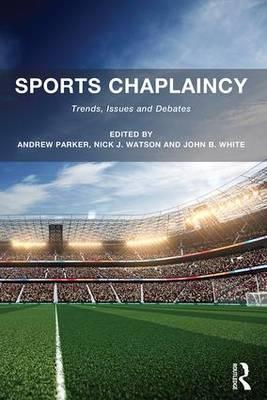 SPORTS CHAPLAINCY
Trends, Issues and Debates
EDITED BY
ANDREW PARKER, NICK J. WATSON AND JOHN B. WHITE
R
ROUTLEDGE